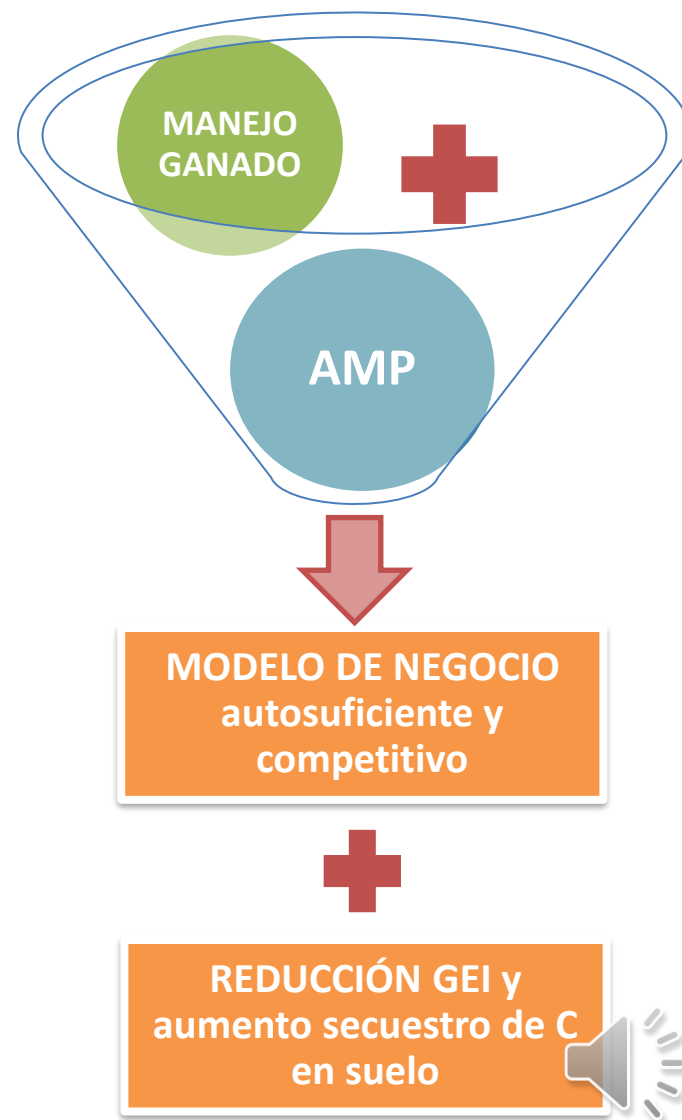 MANEJO
GANADO
AMP
MODELO DE NEGOCIO
autosuficiente y
competitivo
REDUCCIÓN GEI y
aumento secuestro de C
en suelo